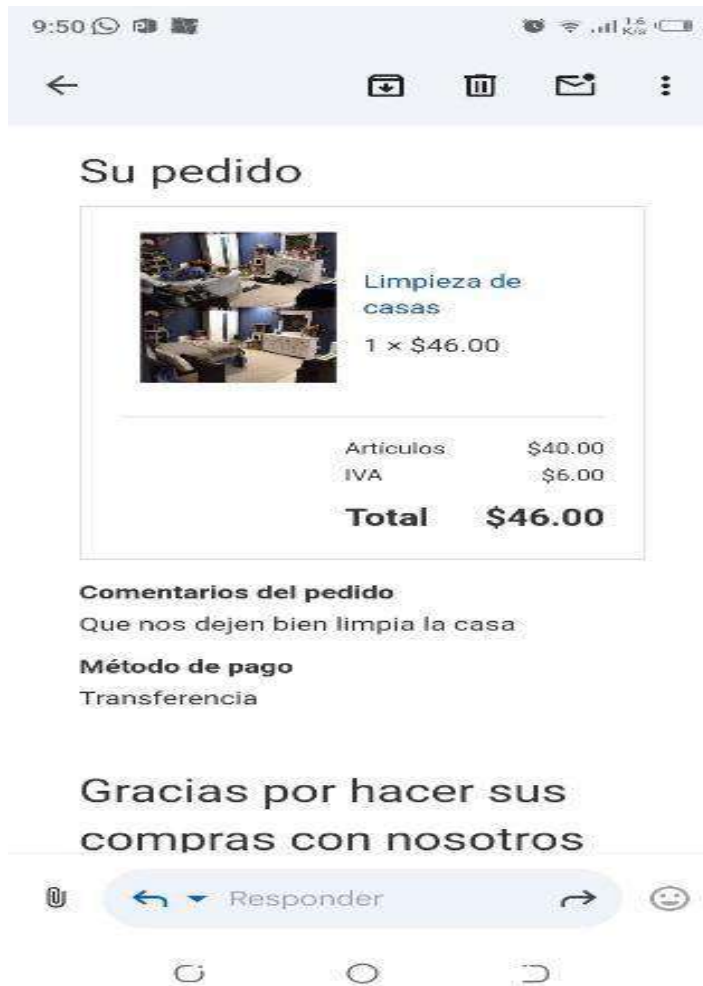 9:50
1.6
K/s
Su pedido
Limpieza de
casas
1 × $46.00
Artículos $40.00
IVA $6.00
Total $46.00
Comentarios del pedido
Que nos dejen bien limpia la casa
Método de pago
Transferencia
Gracias por hacer sus
compras con nosotros
Responder